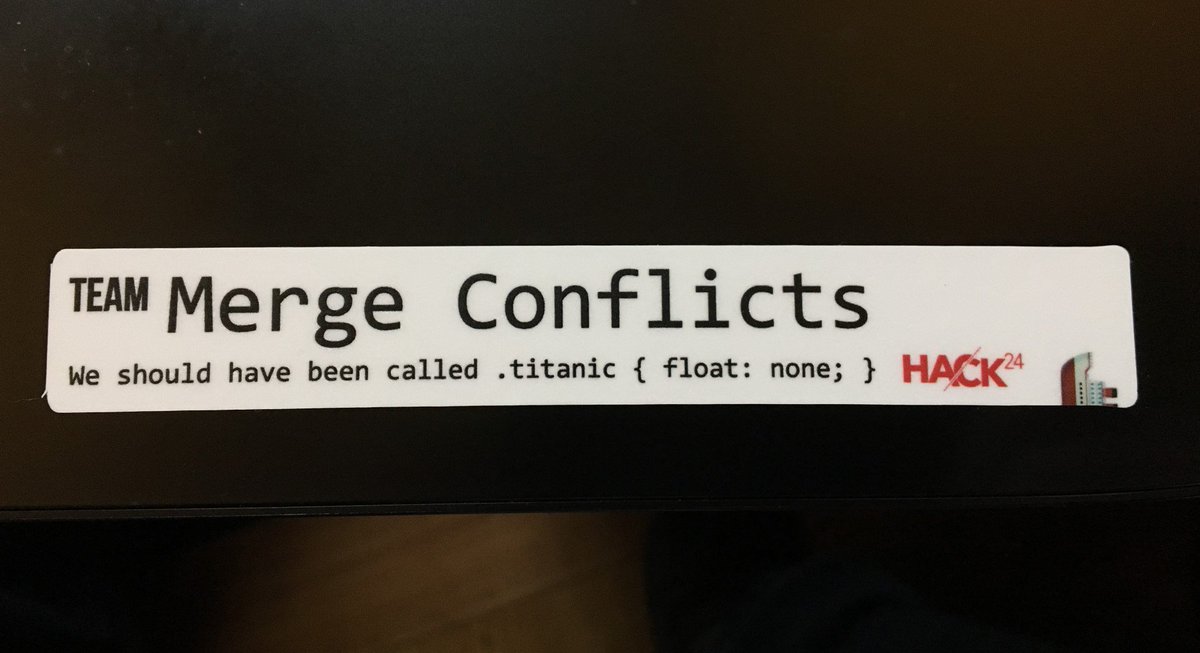 TEAM Merge Conflicts
We should have been called .titanic { float: none; } HACK24